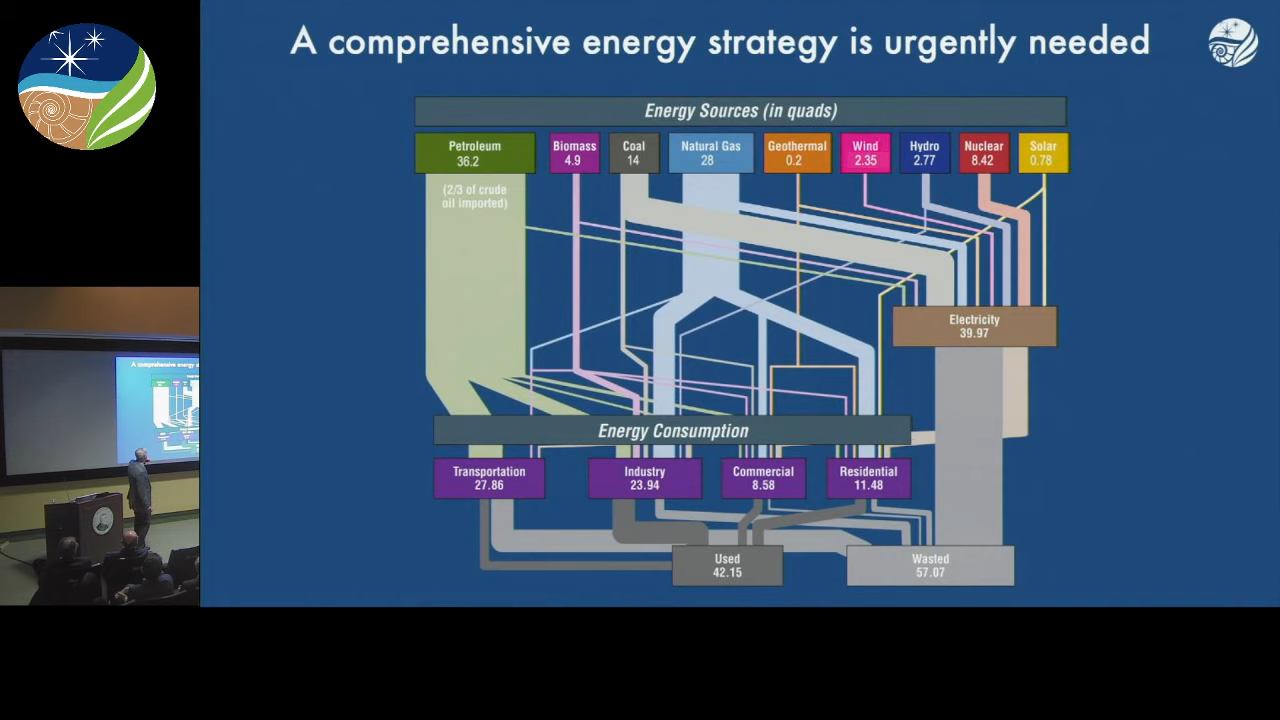 A comprehensive energy strategy is urgently needed
Energy Sources (in quads)
Petroleum
36.2
Biomass
4.9
Coal
14
Natural Gas
28
Geothermal
0.2
Wind
2.35
Hydro
2.77
Nuclear
8.42
Solar
0.78
(2/3 of crude
oil imported)
Electricity
39.97
Energy Consumption
Transportation
27.86
Industry
23.94
Commercial
8.58
Residential
11.48
Used
42.15
Wasted
57.07
A comprehensive energy s